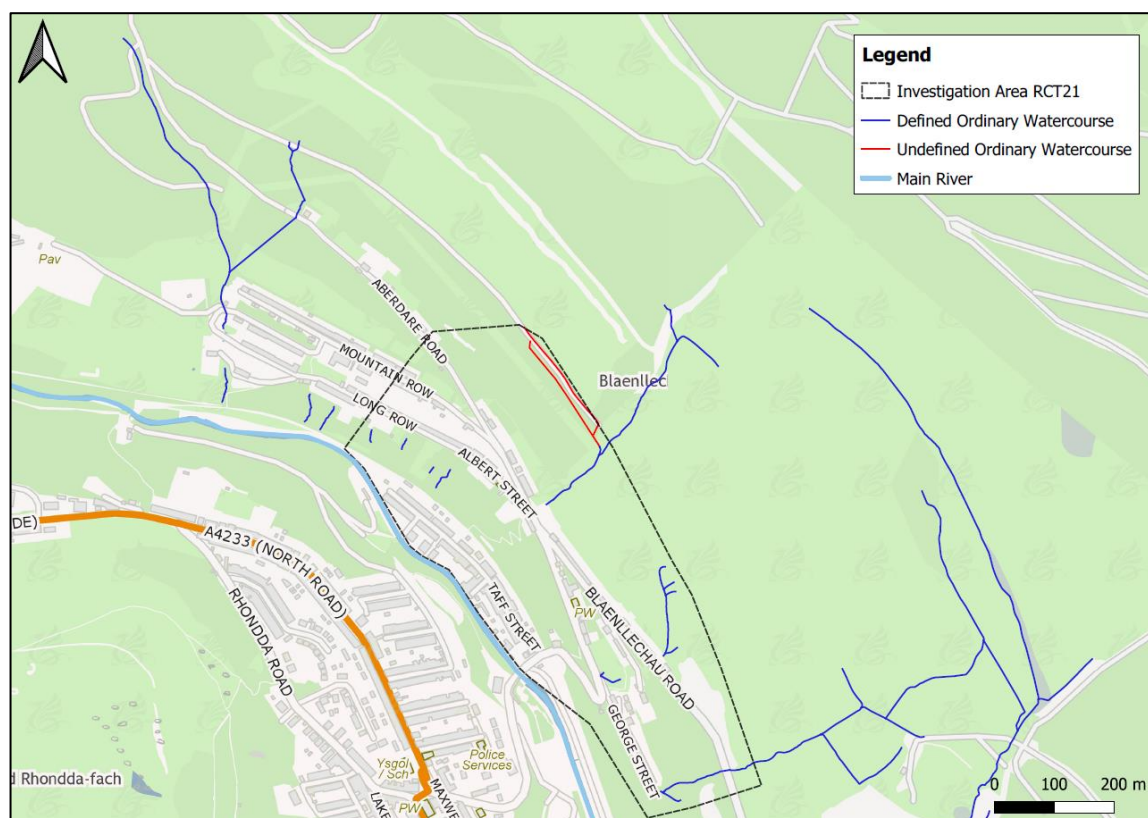 Legend
Investigation Area RCT21
Defined Ordinary Watercourse
Undefined Ordinary Watercourse
Main River
Pav
ABERDARE ROAD
MOUNTAIN ROW
LONG ROW
ALBERT STREET
Blaenllec
DE)
A4233 (NORTH ROAD)
RHONDDA ROAD
TAFF STREET
PW
BLAENLLECHAU ROAD
GEORGE STREET
Police
Services
Ysgol
/ Sch
MAXWE
d Rhondda-fach
LAKE
PW
0 100 200 m